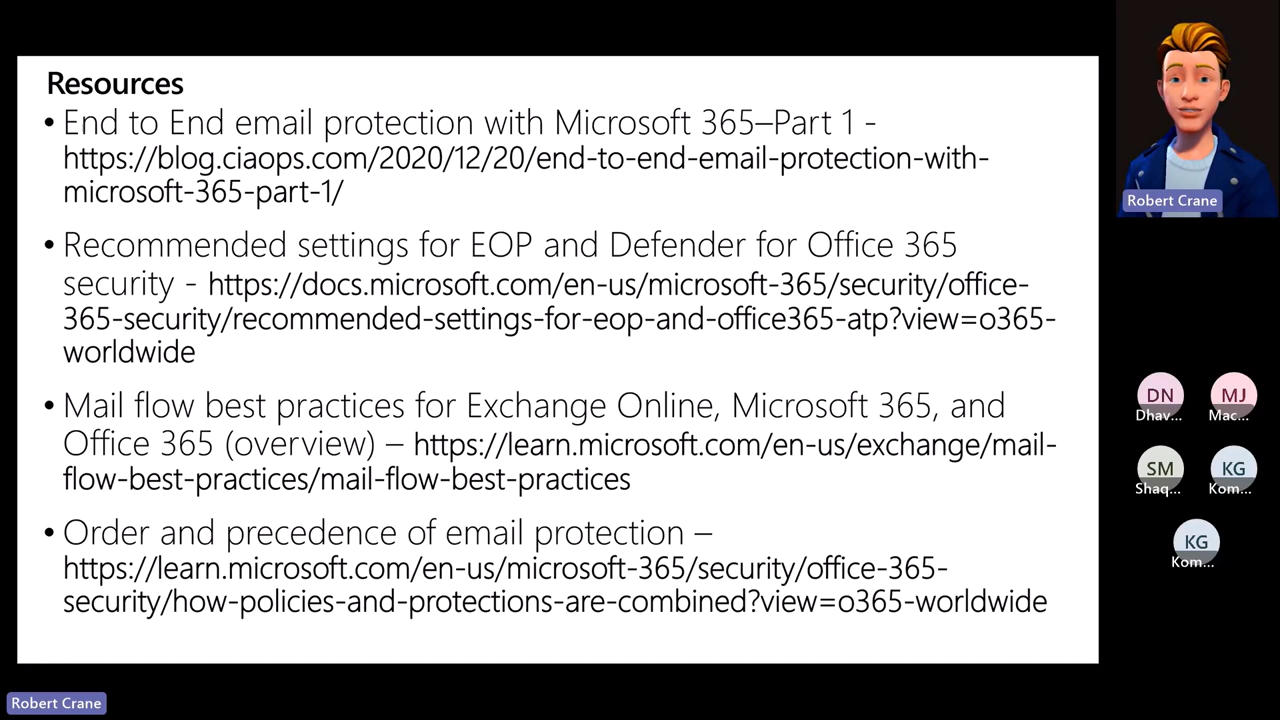 Resources
• End to End email protection with Microsoft 365–Part 1 -
https://blog.ciaops.com/2020/12/20/end-to-end-email-protection-with-
microsoft-365-part-1/
• Recommended settings for EOP and Defender for Office 365
security - https://docs.microsoft.com/en-us/microsoft-365/security/office-
365-security/recommended-settings-for-eop-and-office365-atp?view=o365-
worldwide
• Mail flow best practices for Exchange Online, Microsoft 365, and
Office 365 (overview) – https://learn.microsoft.com/en-us/exchange/mail-
flow-best-practices/mail-flow-best-practices
• Order and precedence of email protection –
https://learn.microsoft.com/en-us/microsoft-365/security/office-365-
security/how-policies-and-protections-are-combined?view=o365-worldwide
Robert Crane
DN
Dhav...
MJ
Mac...
SM
Shaq...
KG
Kom...
KG
Kom...
Robert Crane